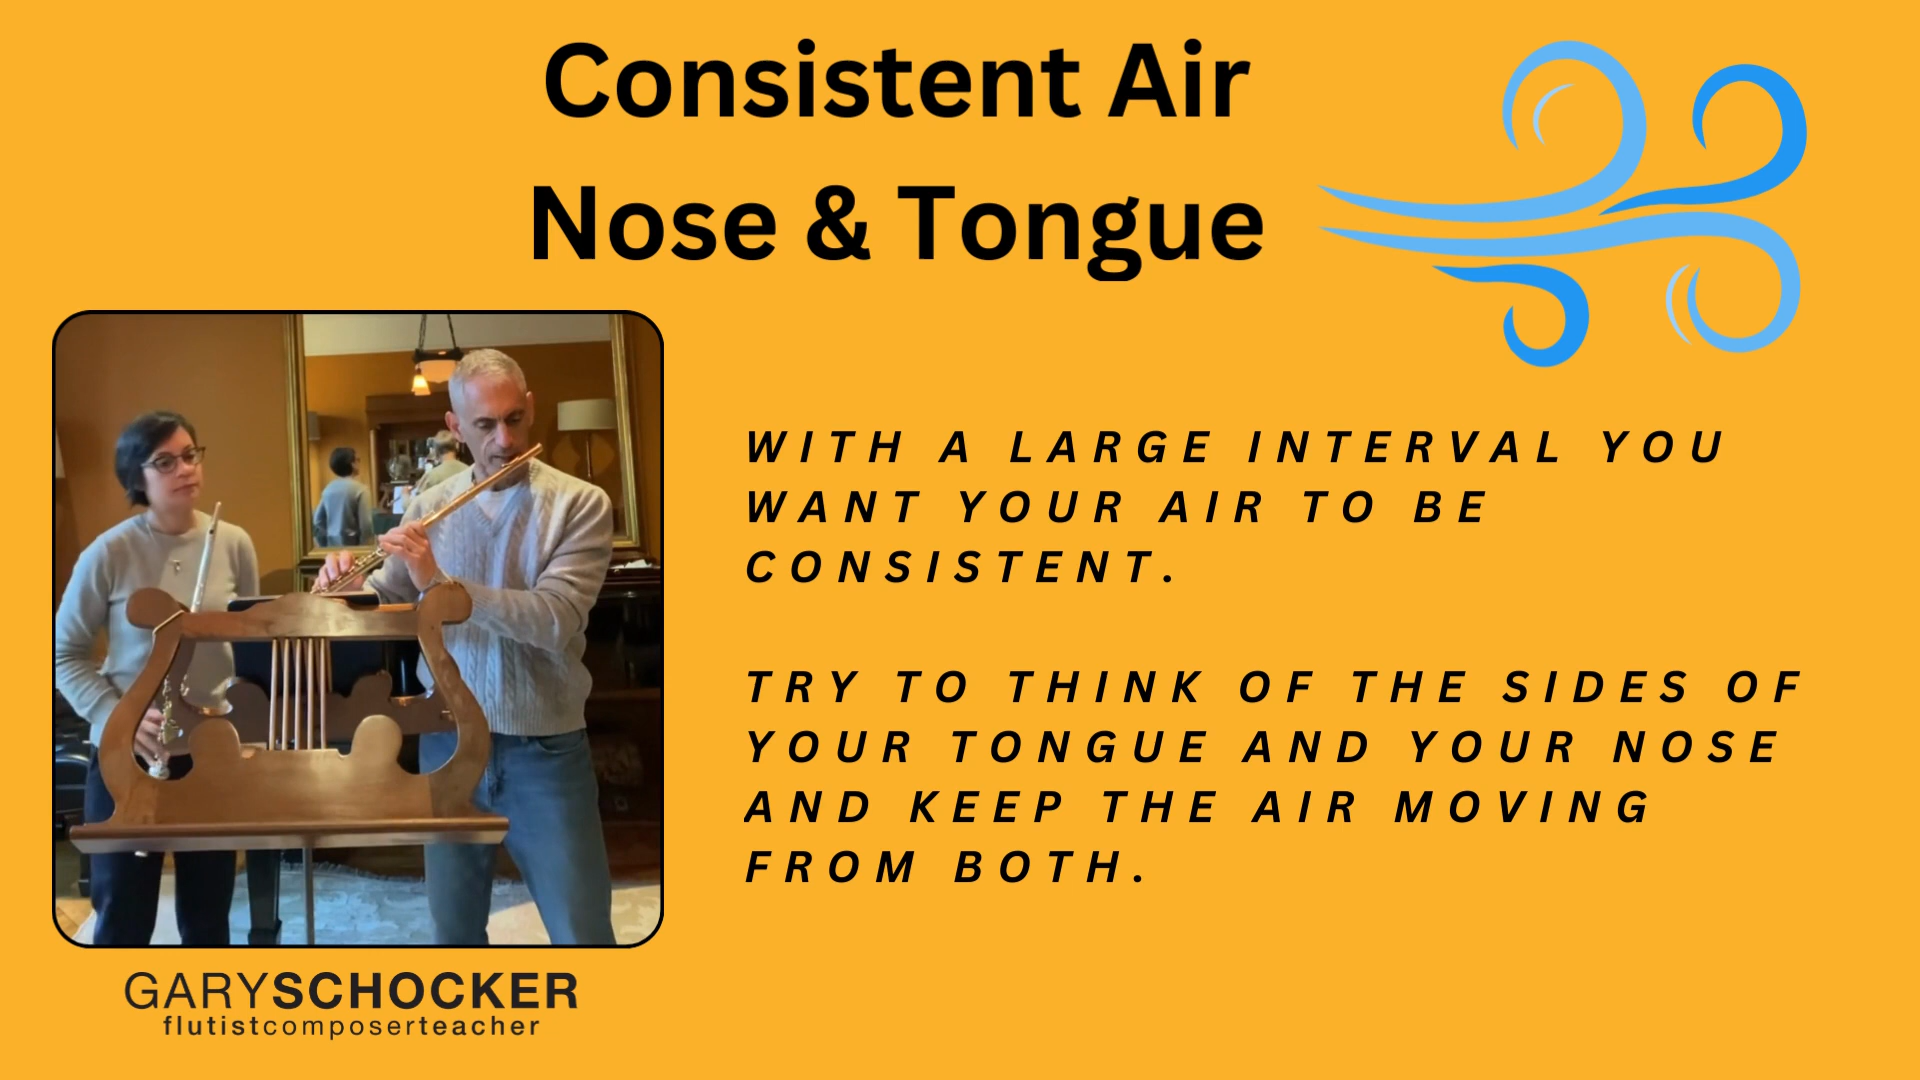 Consistent Air
Nose & Tongue
WITH A LARGE INTERVAL YOU
WANT YOUR AIR TO BE
CONSISTENT.
TRY TO THINK OF THE SIDES OF
YOUR TONGUE AND YOUR NOSE
AND KEEP THE AIR MOVING
FROM BOTH.
GARYSCHOCKER
flutistcomposerteacher